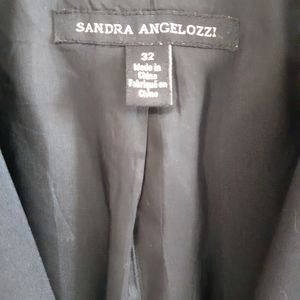 SANDRA ANGELOZZI
32
Made in
China
Fabriqué en
Chine